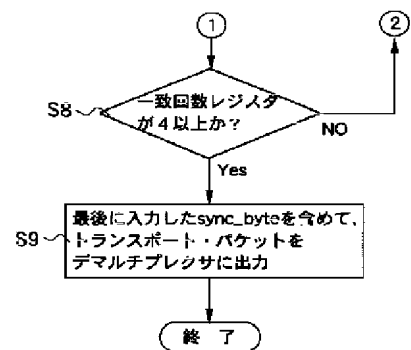 1
2
S8
一致回数レジスタ
が4以上か？
NO
Yes
S9
最後に入力したsync_byteを含めて、
トランスポート・パケットを
デマルチプレクサに出力
終 了